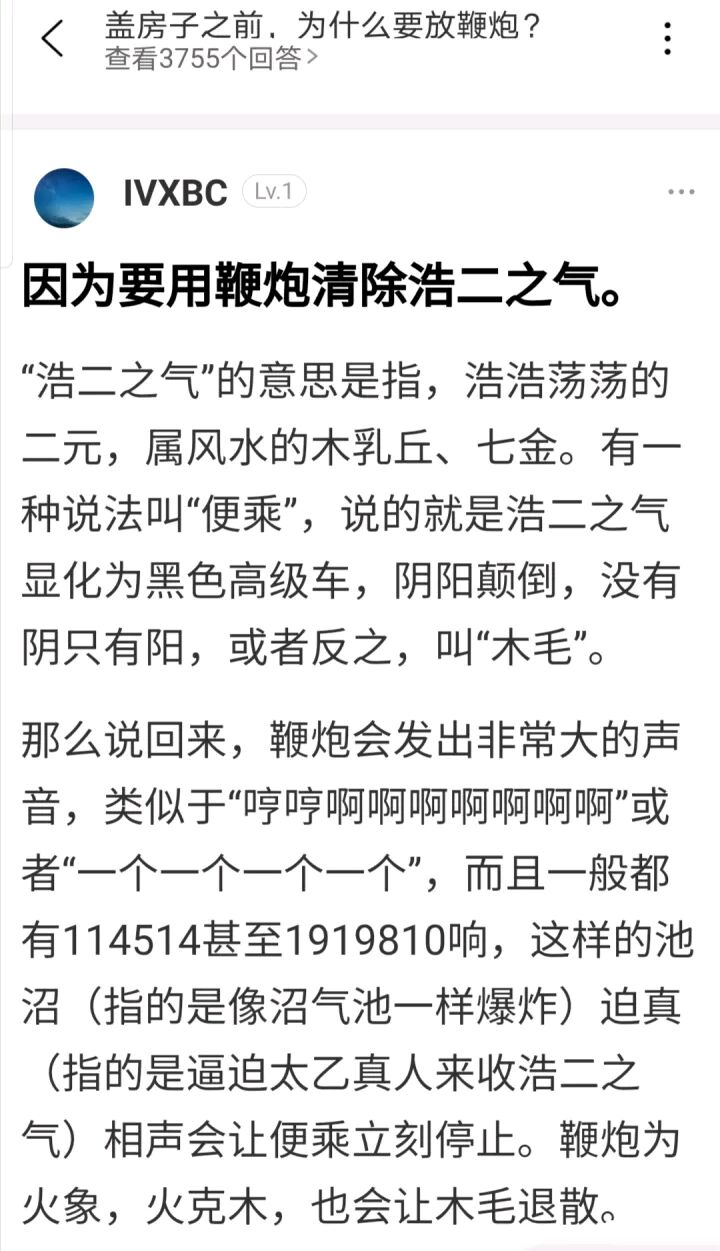 盖房子之前，为什么要放鞭炮？
查看3755个回答>
IVXBC Lv.1
因为要用鞭炮清除浩二之气。
“浩二之气”的意思是指，浩浩荡荡的
二元，属风水的木乳丘、七金。有一
种说法叫“便乘”，说的就是浩二之气
显化为黑色高级车，阴阳颠倒，没有
阴只有阳，或者反之，叫“木毛”。
那么说回来，鞭炮会发出非常大的声
音，类似于“哼哼啊啊啊啊啊啊啊”或
者“一个一个一个一个”，而且一般都
有114514甚至1919810响，这样的池
沼（指的是像沼气池一样爆炸）迫真
（指的是逼迫太乙真人来收浩二之
气）相声会让便乘立刻停止。鞭炮为
火象，火克木，也会让木毛退散。